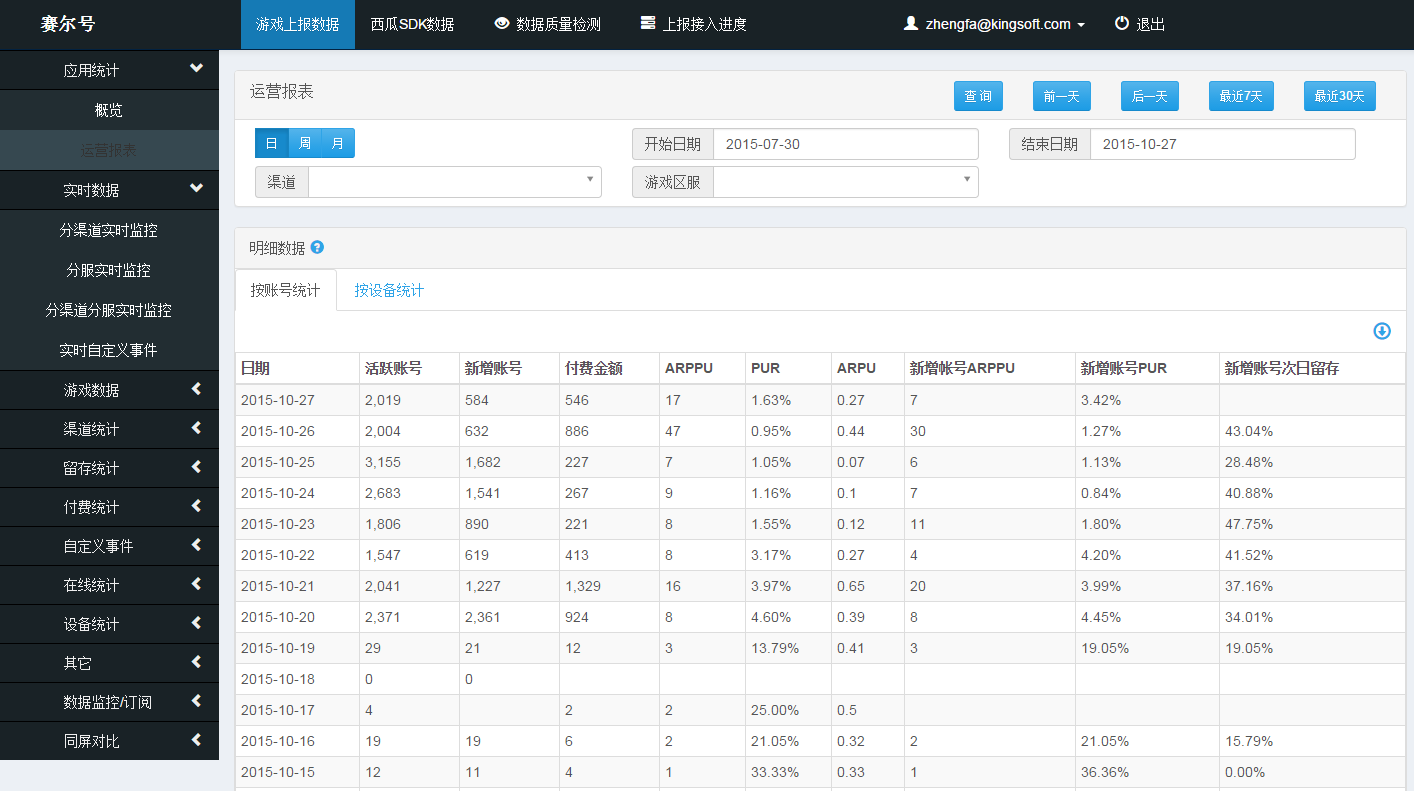 赛尔号 游戏上报数据 西瓜SDK数据 数据质量检测 上报接入进度 zhengfa@kingsoft.com 退出
应用统计
概览
运营报表
实时数据
分渠道实时监控
分服实时监控
分渠道分服实时监控
实时自定义事件
游戏数据
渠道统计
留存统计
付费统计
自定义事件
在线统计
设备统计
其它
数据监控/订阅
同屏对比
运营报表 查询 前一天 后一天 最近7天 最近30天
日 周 月 开始日期 2015-07-30 结束日期 2015-10-27
渠道 游戏区服
明细数据 ?
按账号统计 按设备统计
日期 活跃账号 新增账号 付费金额 ARPPU PUR ARPU 新增帐号ARPPU 新增账号PUR 新增账号次日留存
2015-10-27 2,019 584 546 17 1.63% 0.27 7 3.42%
2015-10-26 2,004 632 886 47 0.95% 0.44 30 1.27% 43.04%
2015-10-25 3,155 1,682 227 7 1.05% 0.07 6 1.13% 28.48%
2015-10-24 2,683 1,541 267 9 1.16% 0.1 7 0.84% 40.88%
2015-10-23 1,806 890 221 8 1.55% 0.12 11 1.80% 47.75%
2015-10-22 1,547 619 413 8 3.17% 0.27 4 4.20% 41.52%
2015-10-21 2,041 1,227 1,329 16 3.97% 0.65 20 3.99% 37.16%
2015-10-20 2,371 2,361 924 8 4.60% 0.39 8 4.45% 34.01%
2015-10-19 29 21 12 3 13.79% 0.41 3 19.05% 19.05%
2015-10-18 0 0
2015-10-17 4 2 2 25.00% 0.5
2015-10-16 19 19 6 2 21.05% 0.32 2 21.05% 15.79%
2015-10-15 12 11 4 1 33.33% 0.33 1 36.36% 0.00%